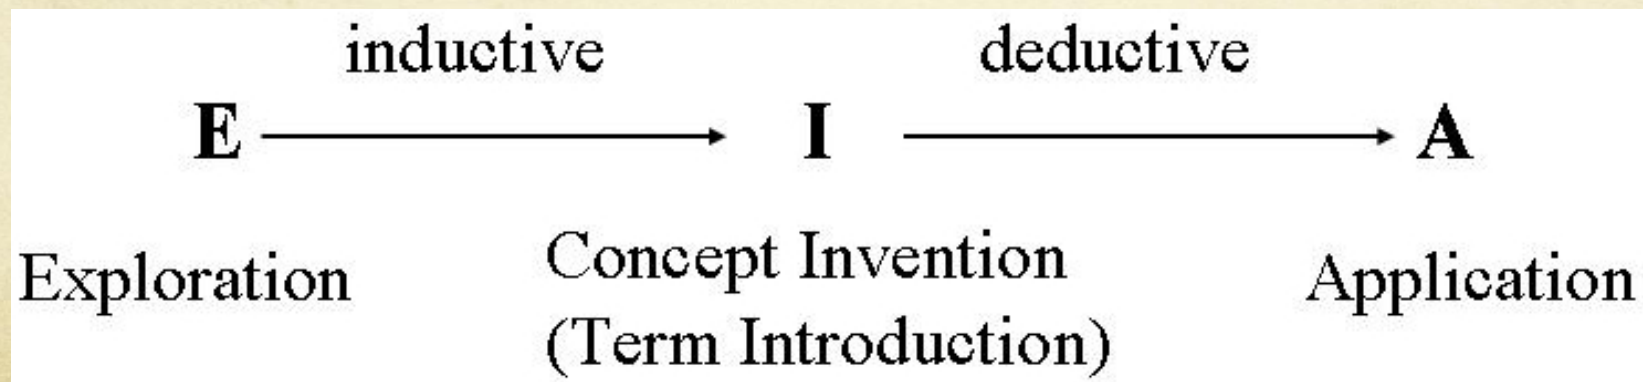 inductive deductive
E I A
Exploration Concept Invention Application
(Term Introduction)